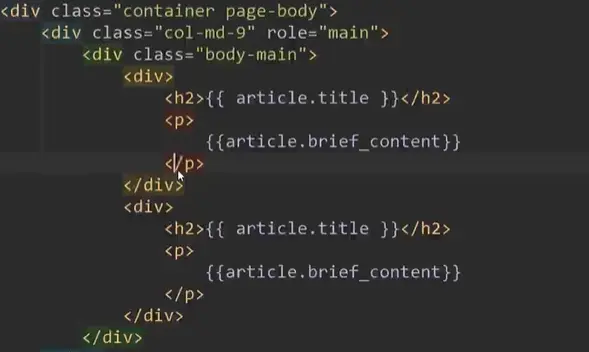 <div class="container page-body">
<div class="col-md-9" role="main">
<div class="body-main">
<div>
<h2>{{ article.title }}</h2>
<p>
{{article.brief_content}}
</p>
</div>
<div>
<h2>{{ article.title }}</h2>
<p>
{{article.brief_content}}
</p>
</div>
</div>